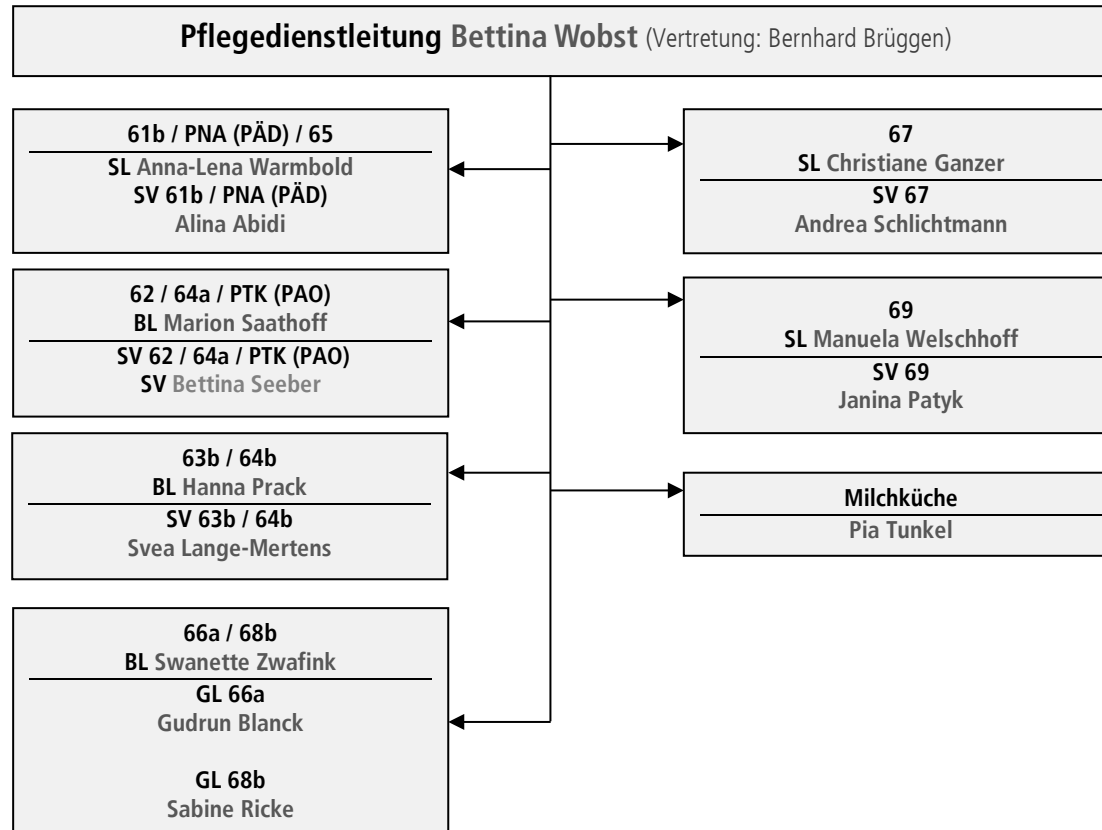 Pflegedienstleitung Bettina Wobst (Vertretung: Bernhard Brüggen)
61b / PNA (PÄD) / 65
SL Anna-Lena Warmbold
SV 61b / PNA (PÄD)
Alina Abidi
62 / 64a / PTK (PAO)
BL Marion Saathoff
SV 62 / 64a / PTK (PAO)
SV Bettina Seeber
63b / 64b
BL Hanna Prack
SV 63b / 64b
Svea Lange-Mertens
66a / 68b
BL Swanette Zwafink
GL 66a
Gudrun Blanck
GL 68b
Sabine Ricke
67
SL Christiane Ganzer
SV 67
Andrea Schlichtmann
69
SL Manuela Welschhoff
SV 69
Janina Patyk
Milchküche
Pia Tunkel